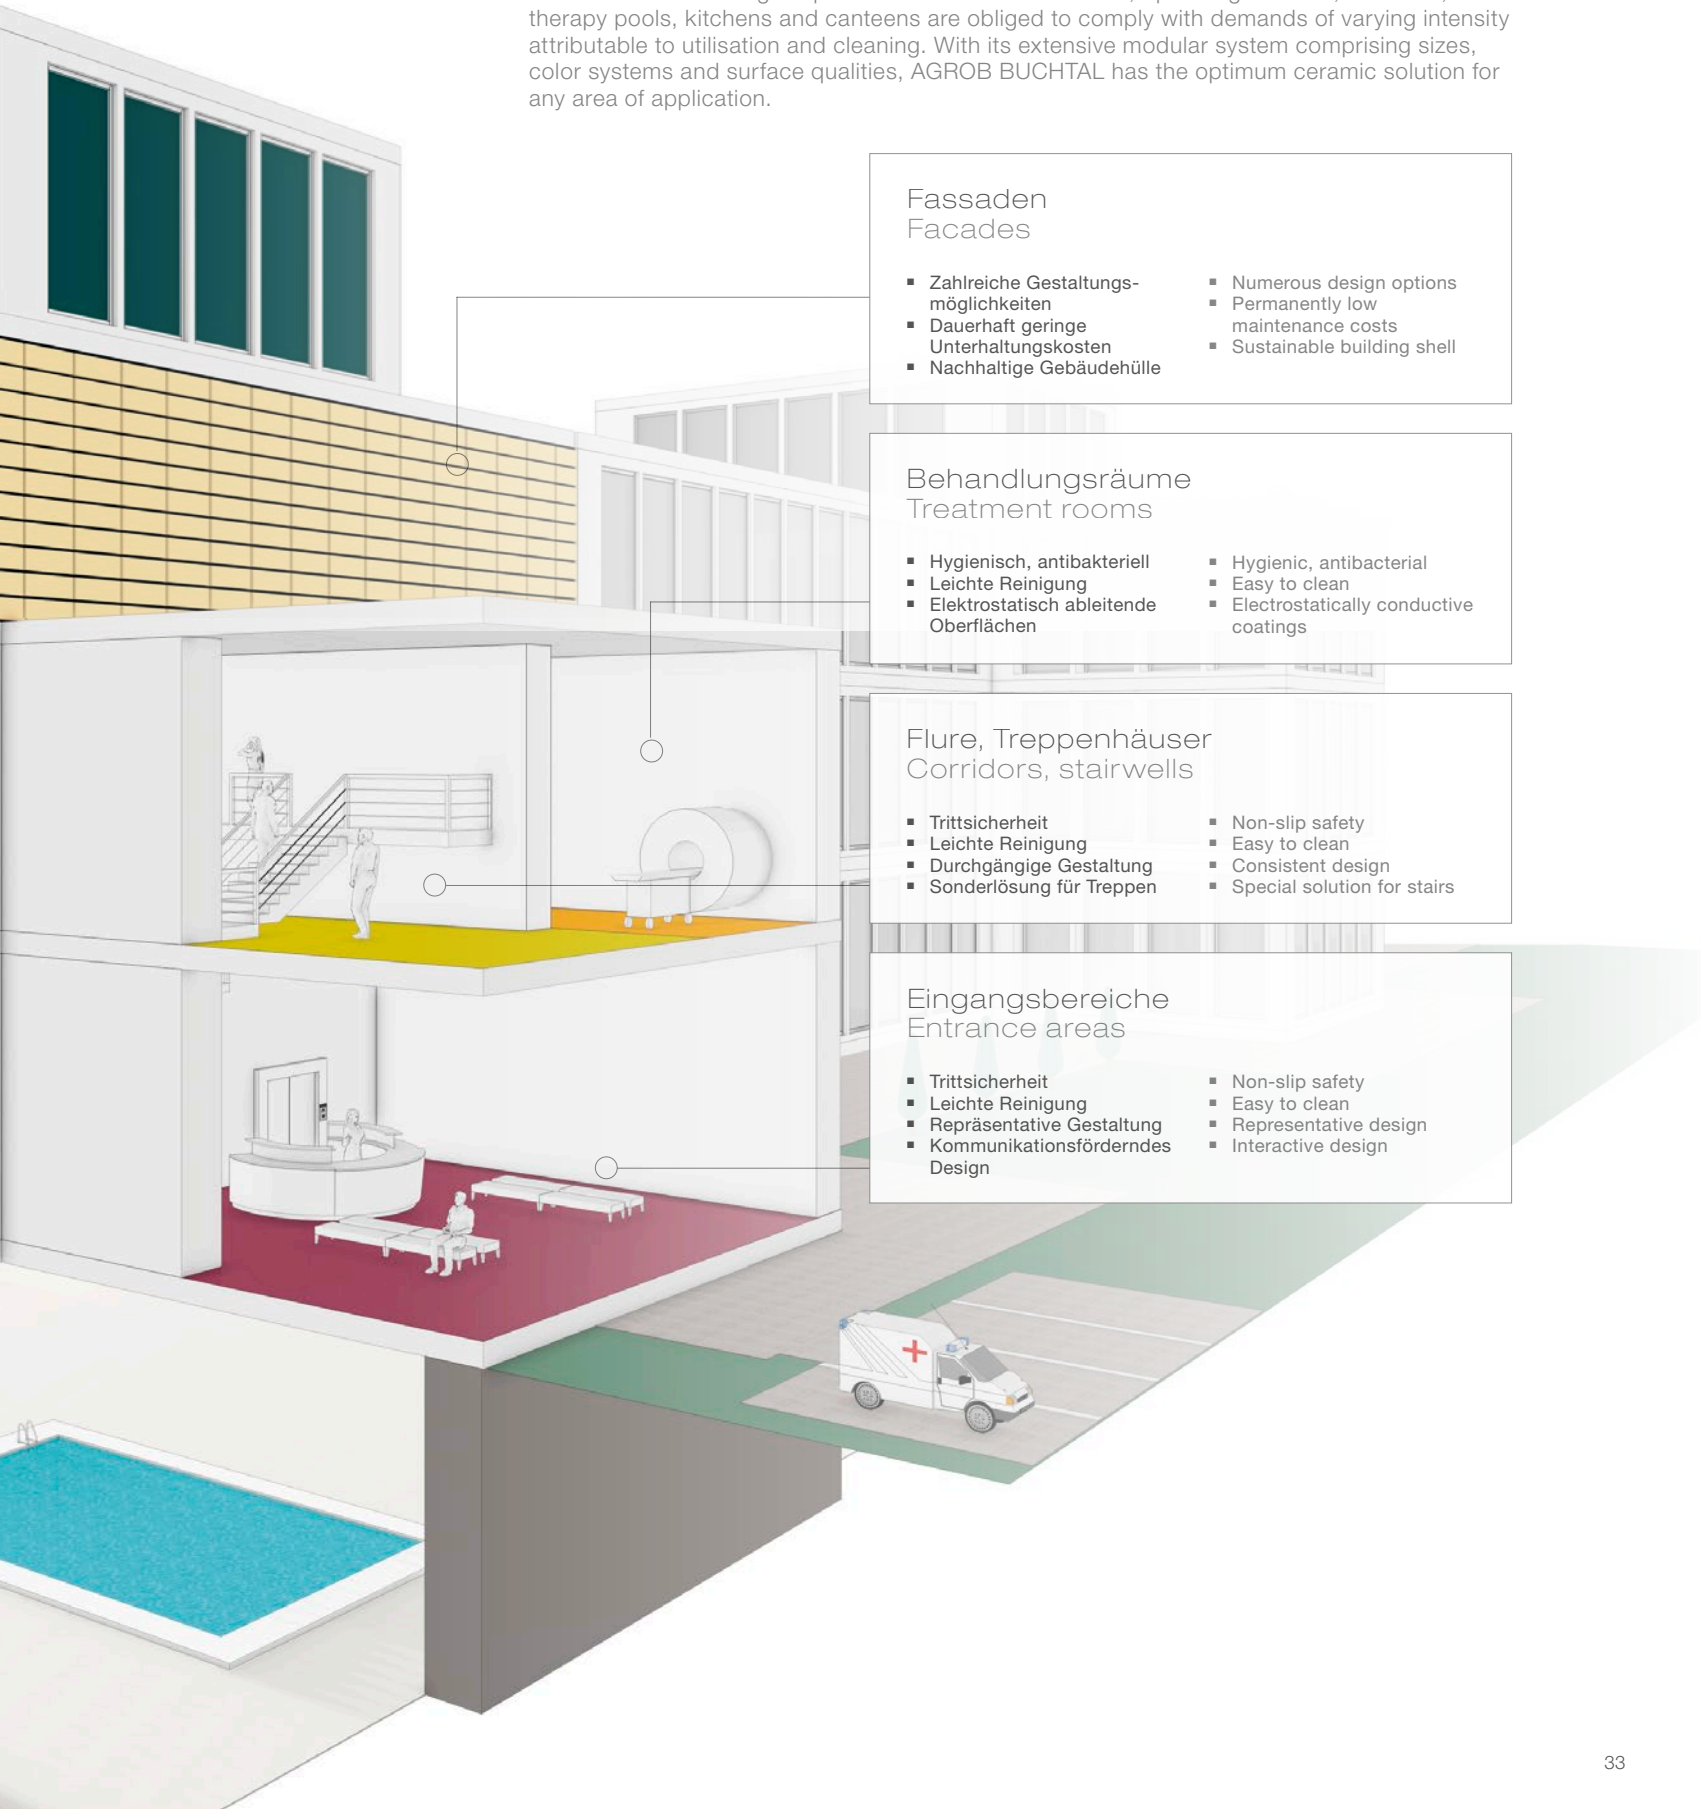 therapy pools, kitchens and canteens are obliged to comply with demands of varying intensity
attributable to utilisation and cleaning. With its extensive modular system comprising sizes,
color systems and surface qualities, AGROB BUCHTAL has the optimum ceramic solution for
any area of application.
Fassaden
Facades
▪ Zahlreiche Gestaltungs-
möglichkeiten
▪ Dauerhaft geringe
Unterhaltungskosten
▪ Nachhaltige Gebäudehülle
▪ Numerous design options
▪ Permanently low
maintenance costs
▪ Sustainable building shell
Behandlungsräume
Treatment rooms
▪ Hygienisch, antibakteriell
▪ Leichte Reinigung
▪ Elektrostatisch ableitende
Oberflächen
▪ Hygienic, antibacterial
▪ Easy to clean
▪ Electrostatically conductive
coatings
Flure, Treppenhäuser
Corridors, stairwells
▪ Trittsicherheit
▪ Leichte Reinigung
▪ Durchgängige Gestaltung
▪ Sonderlösung für Treppen
▪ Non-slip safety
▪ Easy to clean
▪ Consistent design
▪ Special solution for stairs
Eingangsbereiche
Entrance areas
▪ Trittsicherheit
▪ Leichte Reinigung
▪ Repräsentative Gestaltung
▪ Kommunikationsförderndes
Design
▪ Non-slip safety
▪ Easy to clean
▪ Representative design
▪ Interactive design
33